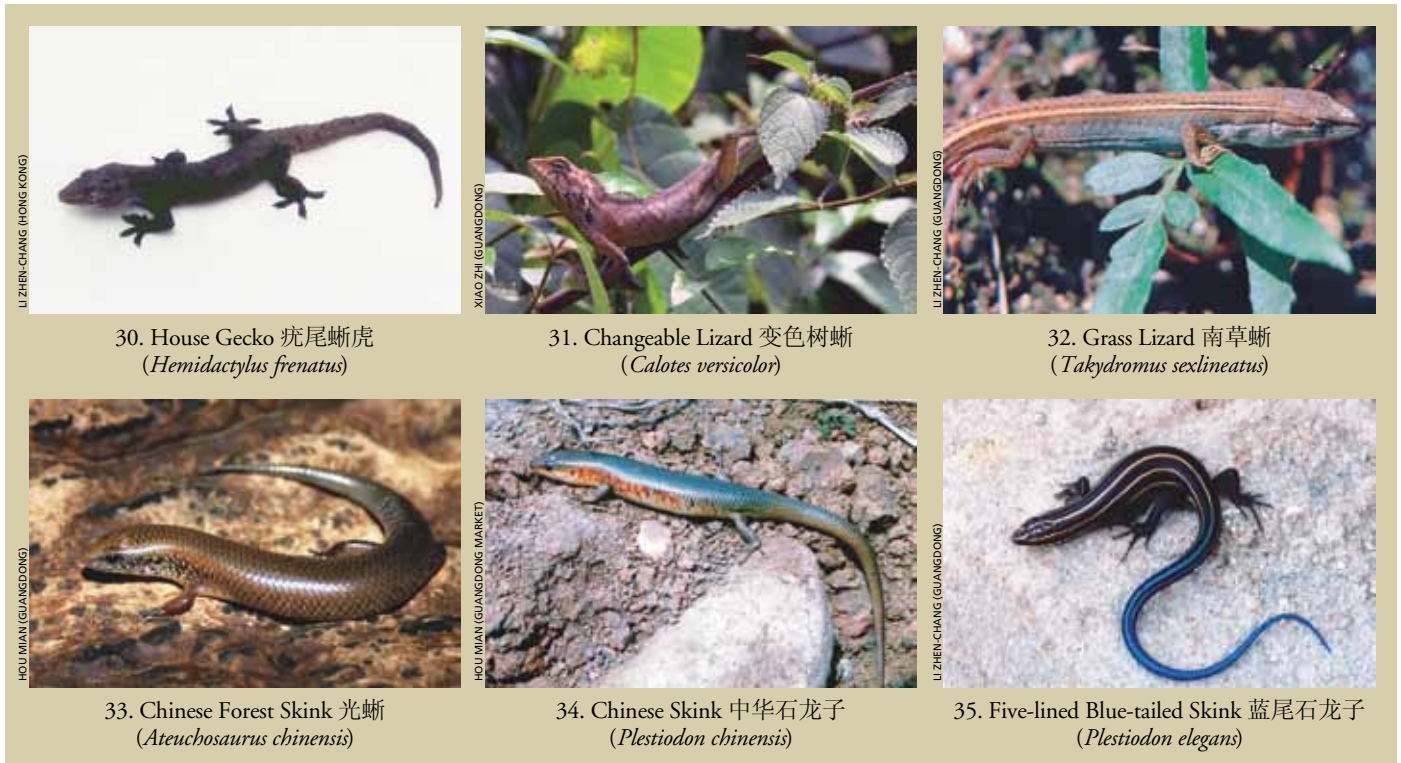 LI ZHEN-CHANG (HONG KONG)
30. House Gecko 疣尾蜥虎
(Hemidactylus frenatus)
XIAO ZHI (GUANGDONG)
31. Changeable Lizard 变色树蜥
(Calotes versicolor)
LI ZHEN-CHANG (GUANGDONG)
32. Grass Lizard 南草蜥
(Takydromus sexlineatus)
HOU MIAN (GUANGDONG)
33. Chinese Forest Skink 光蜥
(Ateuchosaurus chinensis)
HOU MIAN (GUANGDONG MARKET)
34. Chinese Skink 中华石龙子
(Plestiodon chinensis)
LI ZHEN-CHANG (GUANGDONG)
35. Five-lined Blue-tailed Skink 蓝尾石龙子
(Plestiodon elegans)